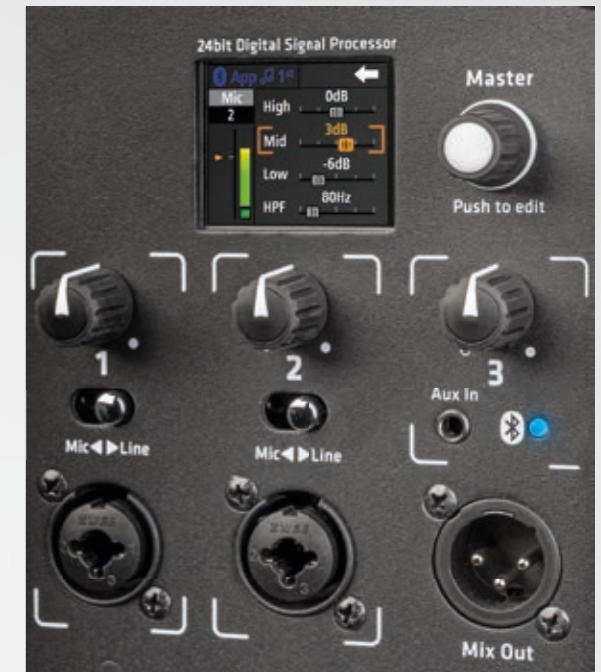 24bit Digital Signal Processor
App 1st
Mic
2
High
0dB
Mid
3dB
Low
-6dB
HPF
80Hz
Master
Push to edit
1
2
3
Mic◀▶Line
Mic◀▶Line
Aux In
Mix Out